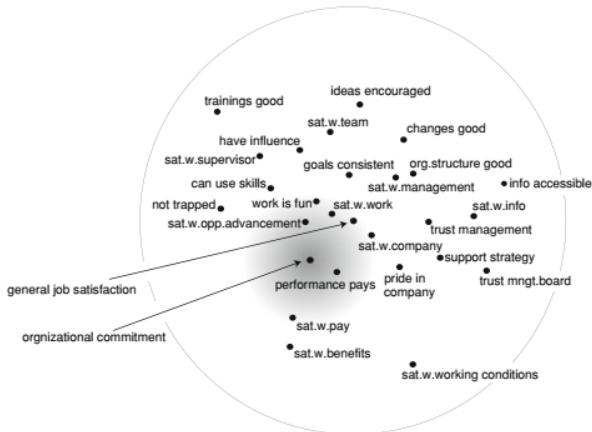 ideas encouraged
trainings good
sat.w.team
changes good
have influence
sat.w.supervisor
goals consistent
org.structure good
can use skills
sat.w.management
info accessible
not trapped
work is fun
sat.w.work
sat.w.info
sat.w.opp.advancement
trust management
sat.w.company
support strategy
general job satisfaction
performance pays
pride in
company
trust mngt.board
orgnizational commitment
sat.w.pay
sat.w.benefits
sat.w.working conditions